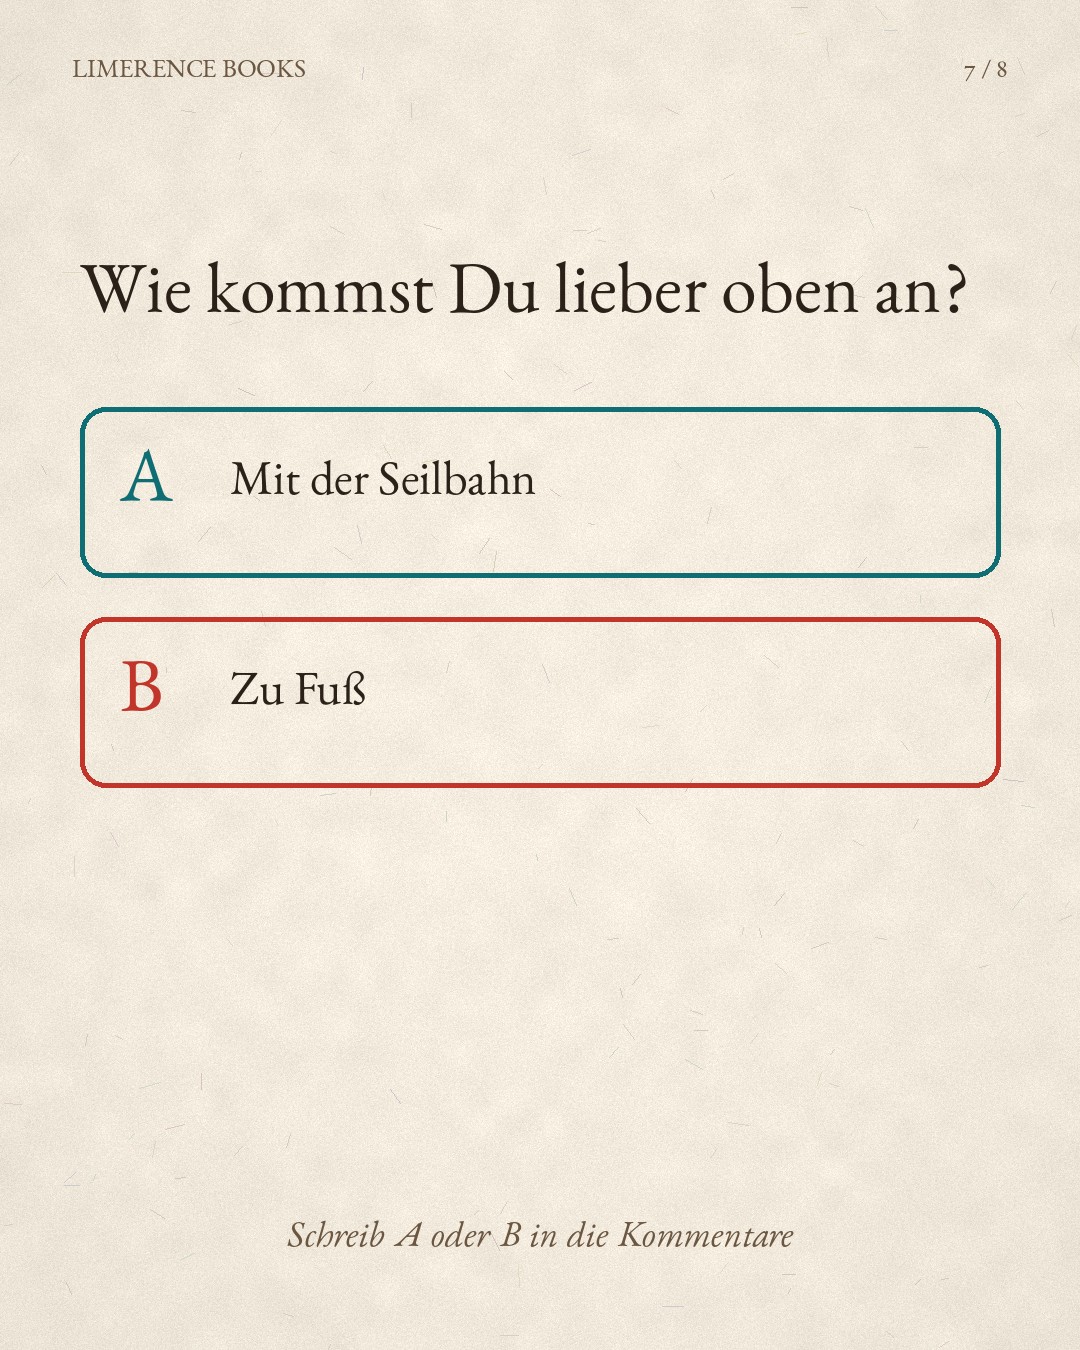 LIMERENCE BOOKS
7 / 8
Wie kommst Du lieber oben an?
A Mit der Seilbahn
B Zu Fuß
Schreib A oder B in die Kommentare